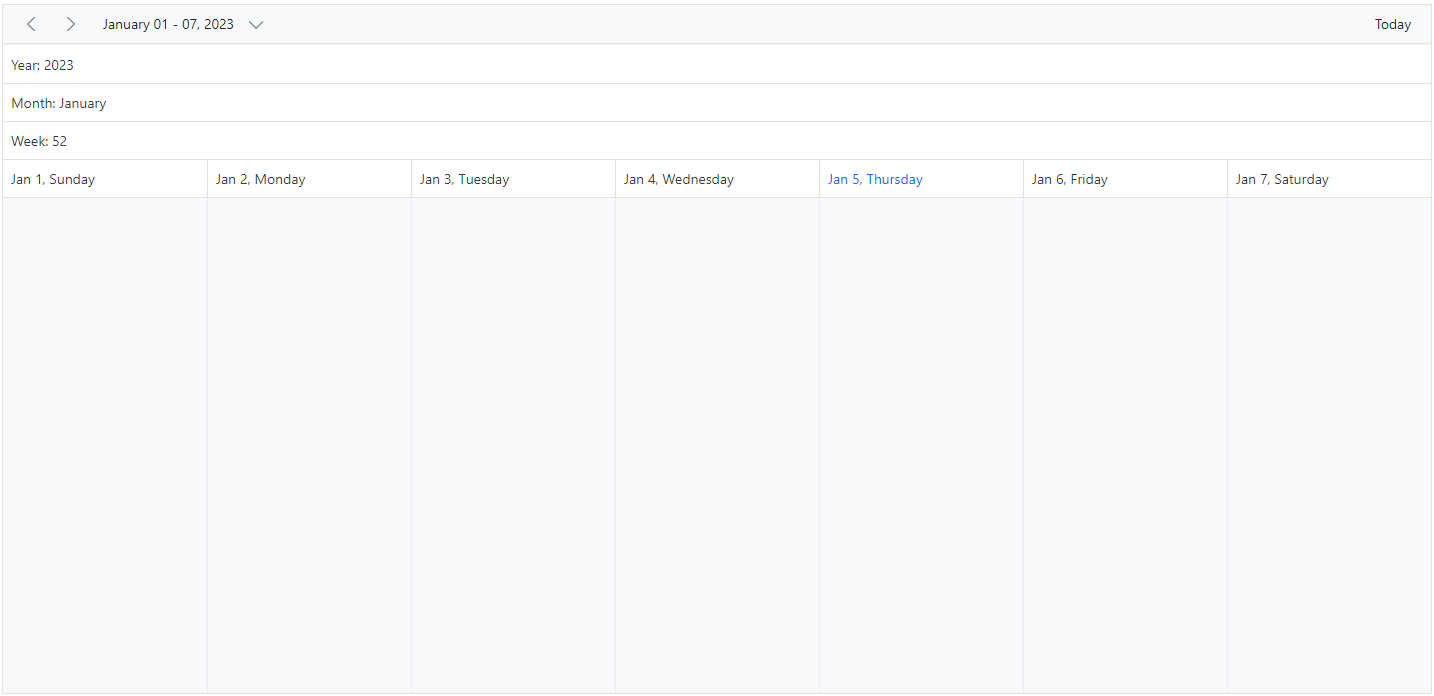 January 01 - 07, 2023 Today
Year: 2023
Month: January
Week: 52
Jan 1, Sunday Jan 2, Monday Jan 3, Tuesday Jan 4, Wednesday Jan 5, Thursday Jan 6, Friday Jan 7, Saturday